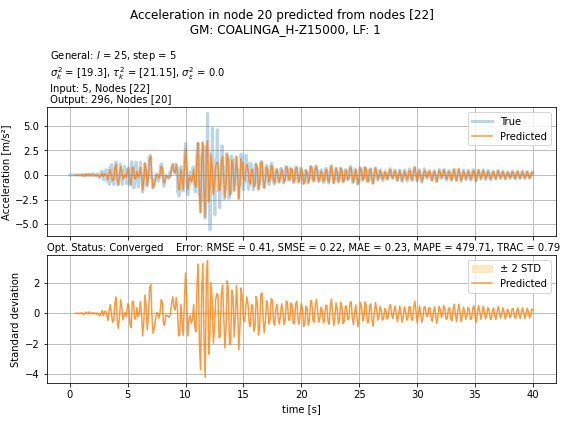 Acceleration in node 20 predicted from nodes [22]
GM: COALINGA_H-Z15000, LF: 1
General: l = 25, step = 5
σ²ₖ = [19.3], τ²ₖ = [21.15], σ²ε = 0.0
Input: 5, Nodes [22]
Output: 296, Nodes [20]
Acceleration [m/s²]
5.0
2.5
0.0
−2.5
−5.0
True
Predicted
Opt. Status: Converged Error: RMSE = 0.41, SMSE = 0.22, MAE = 0.23, MAPE = 479.71, TRAC = 0.79
Standard deviation
2
0
−2
−4
± 2 STD
Predicted
0 5 10 15 20 25 30 35 40
time [s]